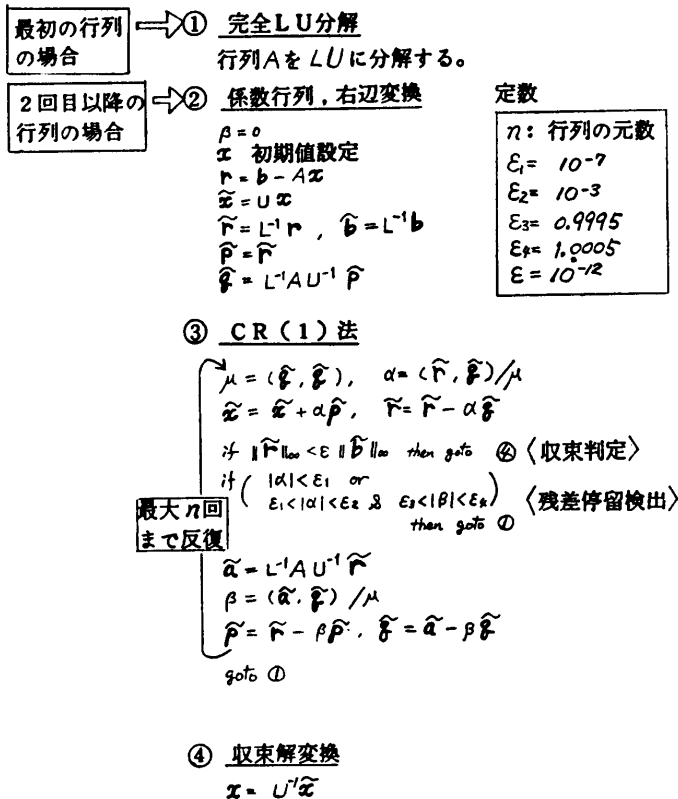 最初の行列
の場合
① 完全LU分解
行列AをLUに分解する。
2回目以降の
行列の場合
② 係数行列，右辺変換
β = 0
x 初期値設定
r = b − Ax
x̃ = Ux
r̃ = L⁻¹r , b̃ = L⁻¹b
p̃ = r̃
q̃ = L⁻¹AU⁻¹ p̃
定数
n: 行列の元数
ε₁= 10⁻⁷
ε₂= 10⁻³
ε₃= 0.9995
ε₄= 1.0005
ε = 10⁻¹²
③ CR(1)法
μ = (q̃, q̃), α = (r̃, q̃)/μ
x̃ = x̃ + αp̃, r̃ = r̃ − αq̃
if ‖r̃‖∞ < ε ‖b̃‖∞ then goto ④ 〈収束判定〉
if ( |α| < ε₁ or
ε₁<|α|<ε₂ & ε₃<|β|<ε₄ ) 〈残差停留検出〉
then goto ①
最大n回
まで反復
ã = L⁻¹AU⁻¹ r̃
β = (ã, q̃) /μ
p̃ = r̃ − βp̃, q̃ = ã − βq̃
goto ①
④ 収束解変換
x = U⁻¹x̃